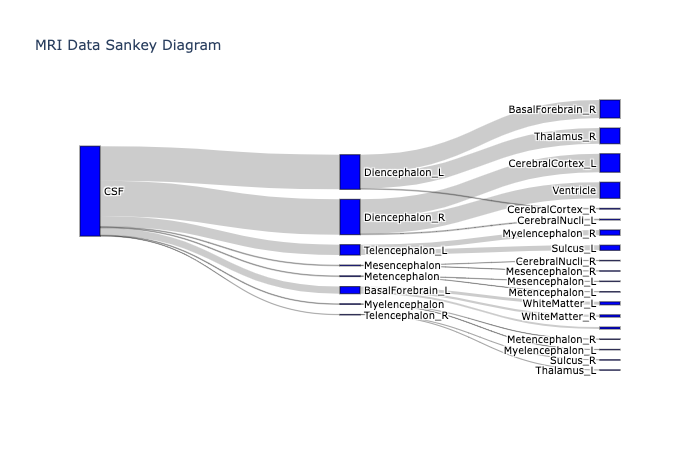 MRI Data Sankey Diagram
CSF
Diencephalon_L
Diencephalon_R
Telencephalon_L
Mesencephalon
Metencephalon
BasalForebrain_L
Myelencephalon
Telencephalon_R
BasalForebrain_R
Thalamus_R
CerebralCortex_L
Ventricle
CerebralCortex_R
CerebralNucli_L
Myelencephalon_R
Sulcus_L
CerebralNucli_R
Mesencephalon_R
Mesencephalon_L
Metencephalon_L
WhiteMatter_L
WhiteMatter_R
Metencephalon_R
Myelencephalon_L
Sulcus_R
Thalamus_L